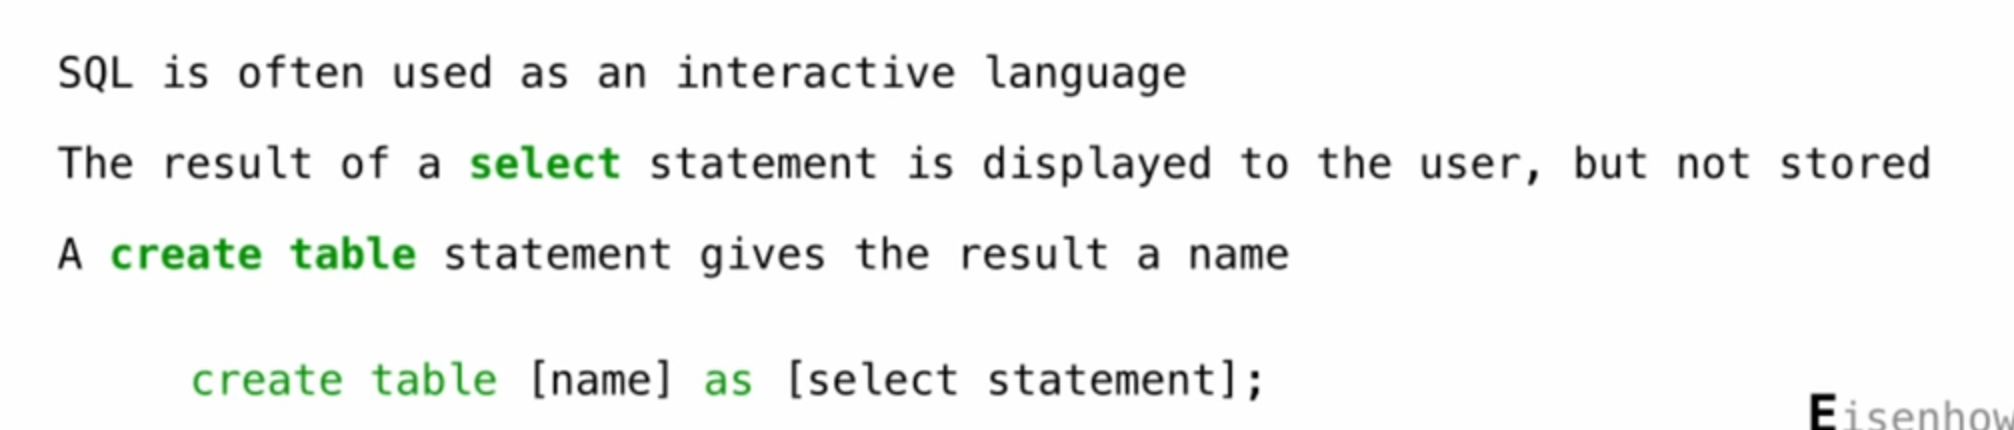 SQL is often used as an interactive language
The result of a select statement is displayed to the user, but not stored
A create table statement gives the result a name
create table [name] as [select statement];
Eisenhow